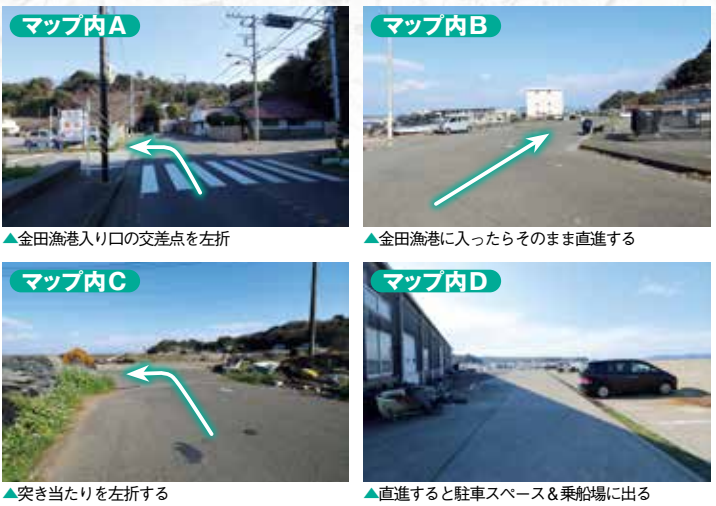 マップ内A
マップ内B
▲金田漁港入り口の交差点を左折
▲金田漁港に入ったらそのまま直進する
マップ内C
マップ内D
▲突き当たりを左折する
▲直進すると駐車スペース&乗船場に出る